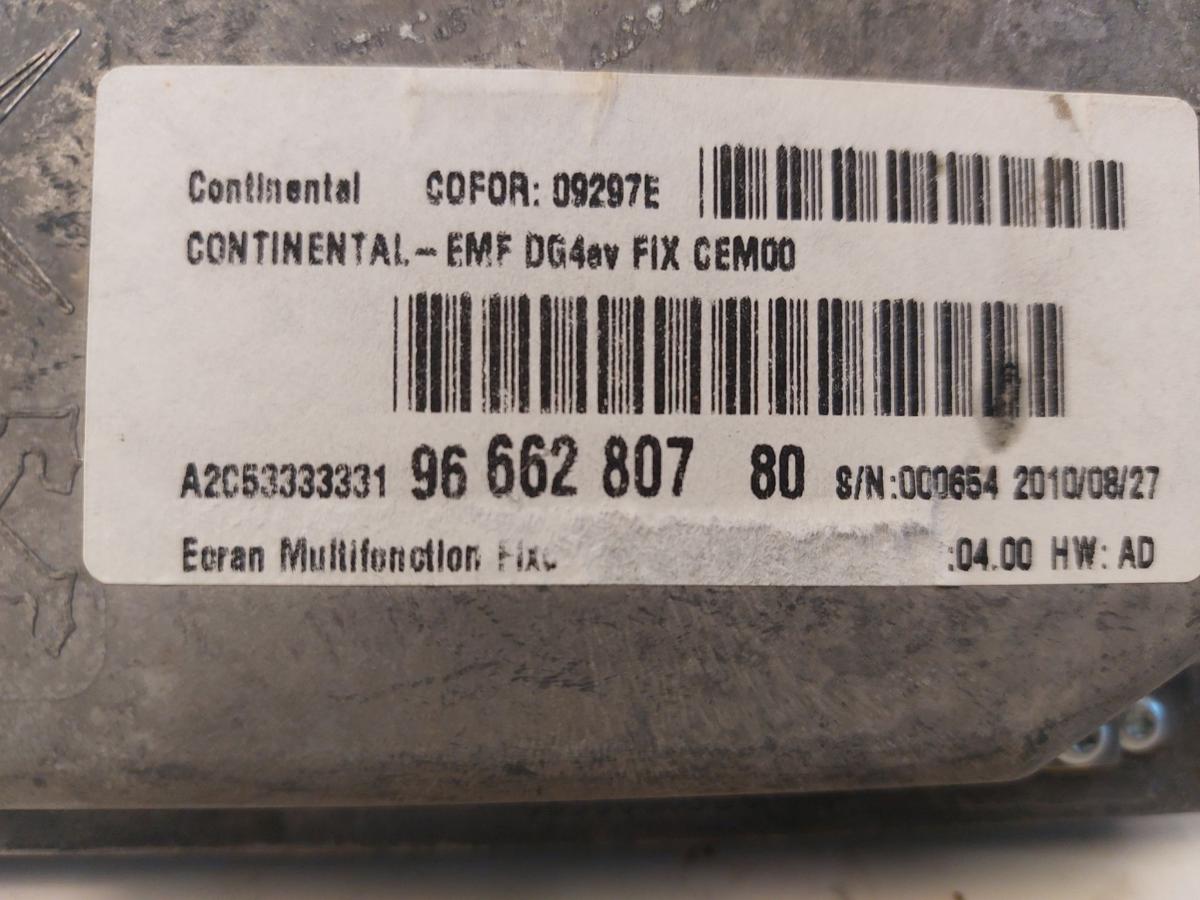 Continental COFOR: 09297E
CONTINENTAL-EMF DG4ev FIX CEM00
A2C53333331 96 662 807 80 S/N:000654 2010/08/27
Ecran Multifonction Fixe :04.00 HW: AD